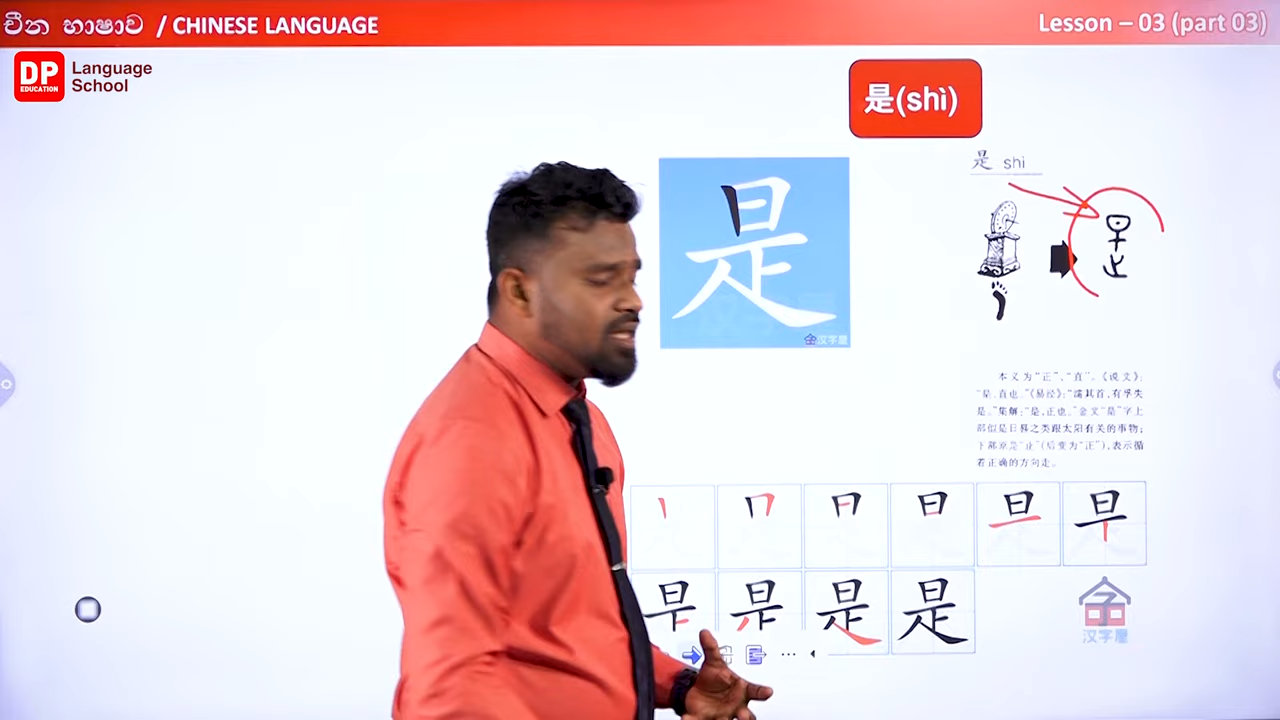 චීන භාෂාව / CHINESE LANGUAGE
Lesson – 03 (part 03)
DP
EDUCATION
Language
School
是(shì)
是 shi
是
汉字屋
本义为“正”、“直”。《说文》:
“是,直也。”《易经》:“濡其首,有孚失
是。”集解:“是,正也。”金文“是”字上
部似是日晷之类跟太阳有关的事物;
下部原是“止”(后变为“正”),表示循
着正确的方向走。
是
汉字屋